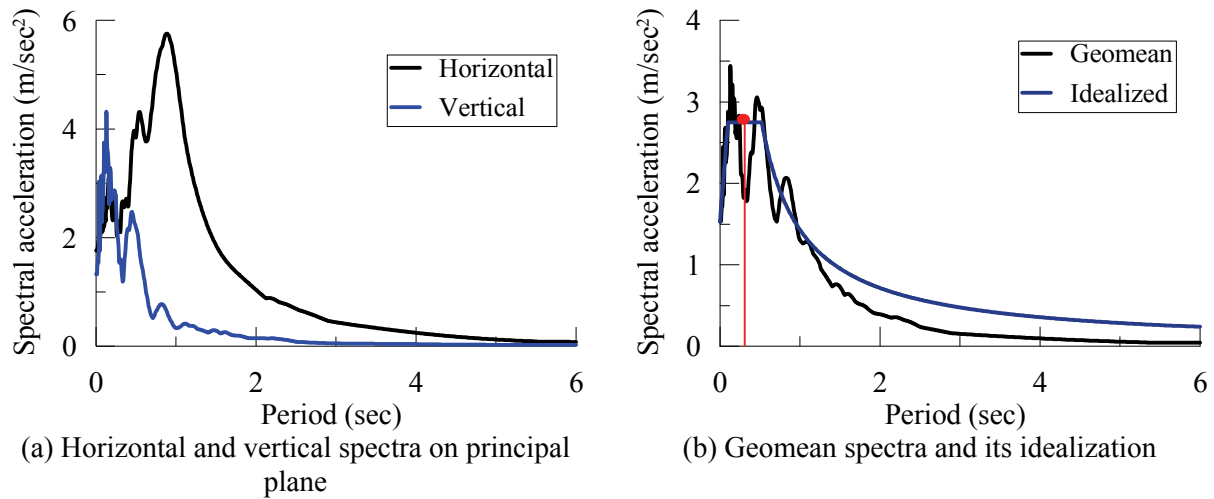 Spectral acceleration (m/sec²)
6
4
2
0
0
2
4
6
Horizontal
Vertical
Period (sec)
(a) Horizontal and vertical spectra on principal
plane
Spectral acceleration (m/sec²)
4
3
2
1
0
0
2
4
6
Geomean
Idealized
Period (sec)
(b) Geomean spectra and its idealization